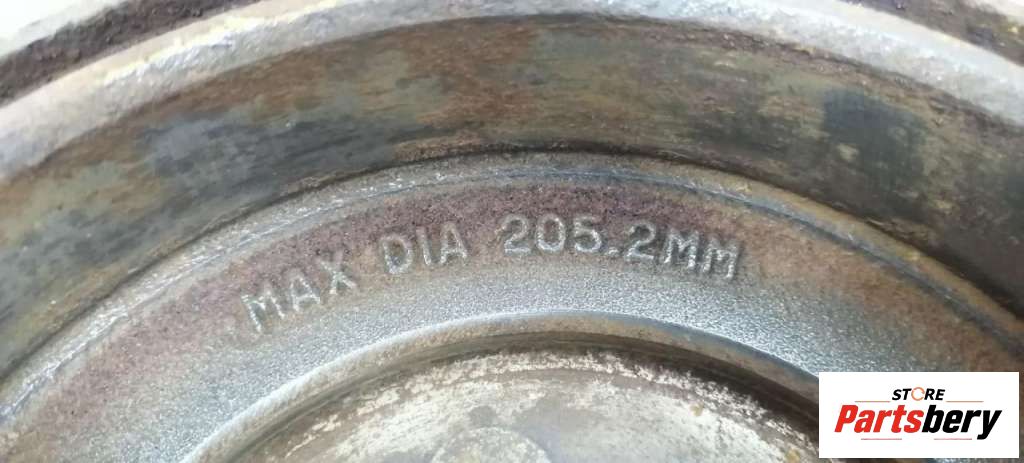 MAX DIA 205.2MM
STORE
Partsbery